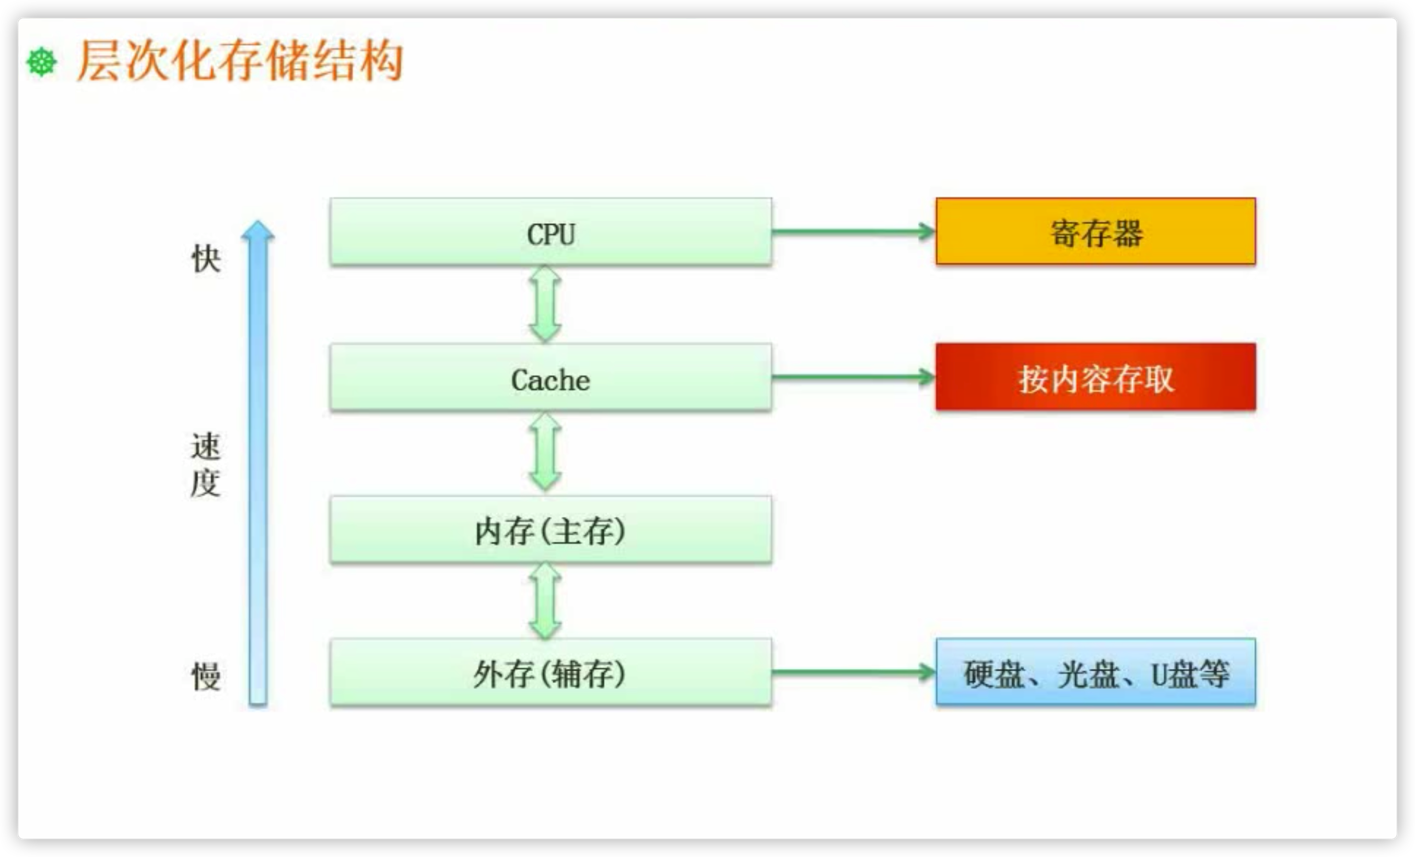 层次化存储结构
CPU
寄存器
快
Cache
按内容存取
速
度
内存(主存)
慢
外存(辅存)
硬盘、光盘、U盘等